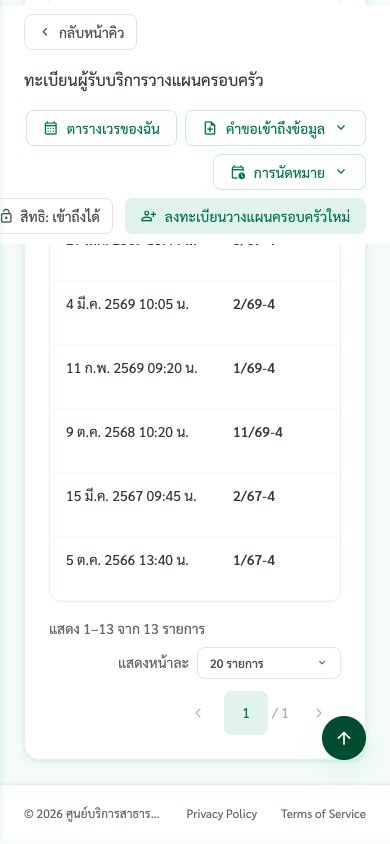 กลับหน้าคิว
ทะเบียนผู้รับบริการวางแผนครอบครัว
ตารางเวรของฉัน
คำขอเข้าถึงข้อมูล
การนัดหมาย
สิทธิ: เข้าถึงได้
ลงทะเบียนวางแผนครอบครัวใหม่
4 มี.ค. 2569 10:05 น. 2/69-4
11 ก.พ. 2569 09:20 น. 1/69-4
9 ต.ค. 2568 10:20 น. 11/69-4
15 มี.ค. 2567 09:45 น. 2/67-4
5 ต.ค. 2566 13:40 น. 1/67-4
แสดง 1–13 จาก 13 รายการ
แสดงหน้าละ 20 รายการ
1 / 1
© 2026 ศูนย์บริการสาธาร... Privacy Policy Terms of Service